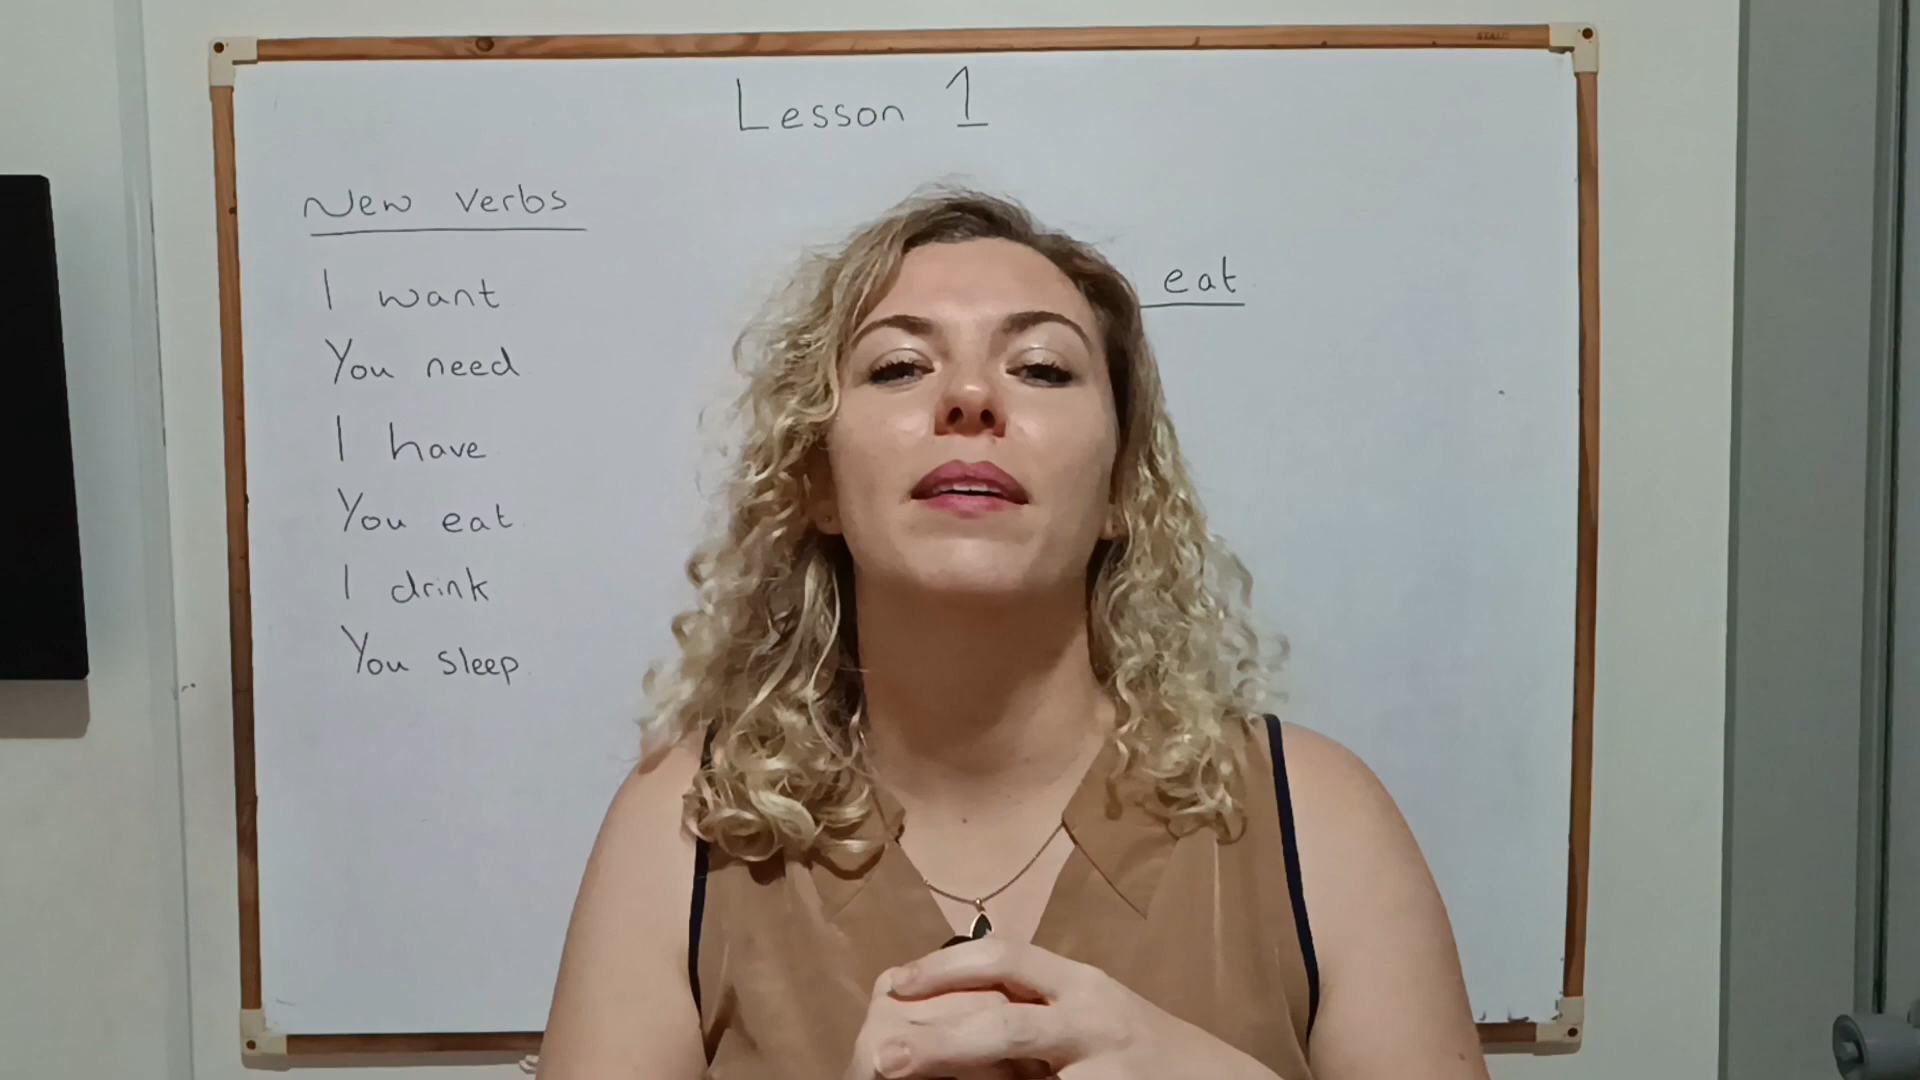 Lesson 1
New verbs
I want
You need
I have
You eat
I drink
You sleep
eat